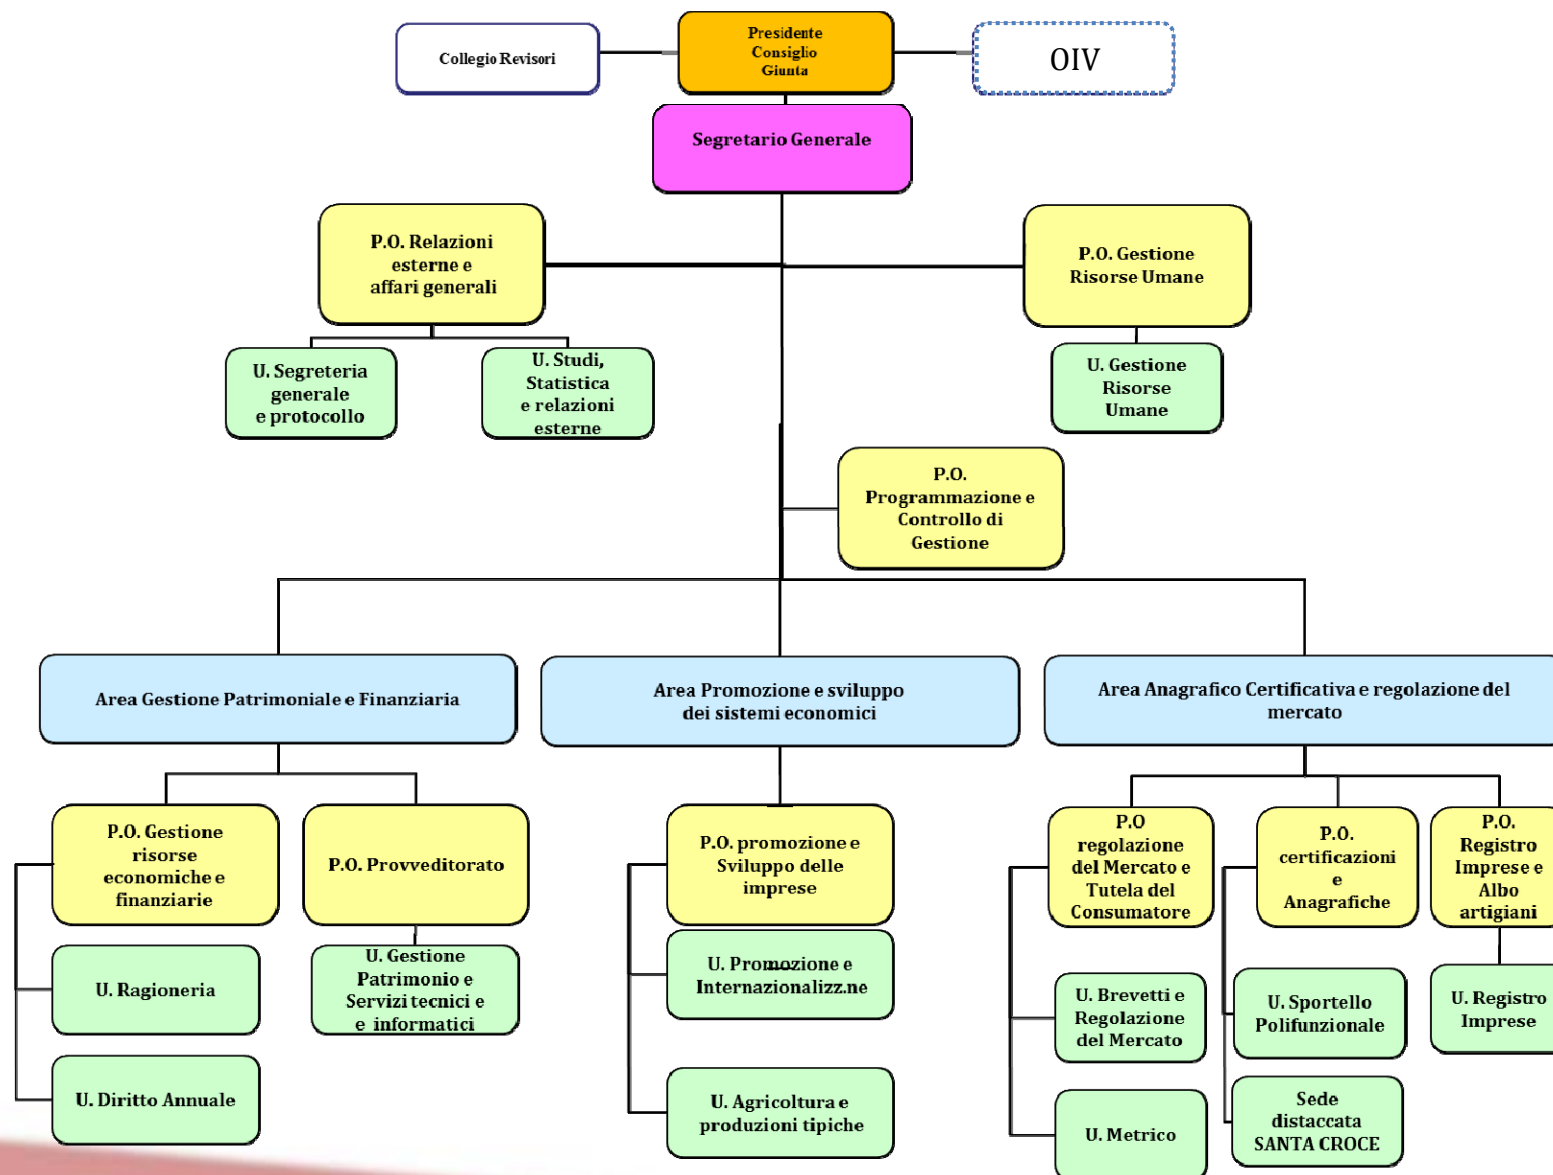 Collegio Revisori
Presidente
Consiglio
Giunta
OIV
Segretario Generale
P.O. Relazioni
esterne e
affari generali
P.O. Gestione
Risorse Umane
U. Segreteria
generale
e protocollo
U. Studi,
Statistica
e relazioni
esterne
U. Gestione
Risorse
Umane
P.O.
Programmazione e
Controllo di
Gestione
Area Gestione Patrimoniale e Finanziaria
Area Promozione e sviluppo
dei sistemi economici
Area Anagrafico Certificativa e regolazione del
mercato
P.O. Gestione
risorse
economiche e
finanziarie
P.O. Provveditorato
P.O. promozione e
Sviluppo delle
imprese
P.O
regolazione
del Mercato e
Tutela del
Consumatore
P.O.
certificazioni
e
Anagrafiche
P.O.
Registro
Imprese e
Albo
artigiani
U. Ragioneria
U. Gestione
Patrimonio e
Servizi tecnici e
e informatici
U. Promozione e
Internazionalizz.ne
U. Brevetti e
Regolazione
del Mercato
U. Sportello
Polifunzionale
U. Registro
Imprese
U. Diritto Annuale
U. Agricoltura e
produzioni tipiche
U. Metrico
Sede
distaccata
SANTA CROCE